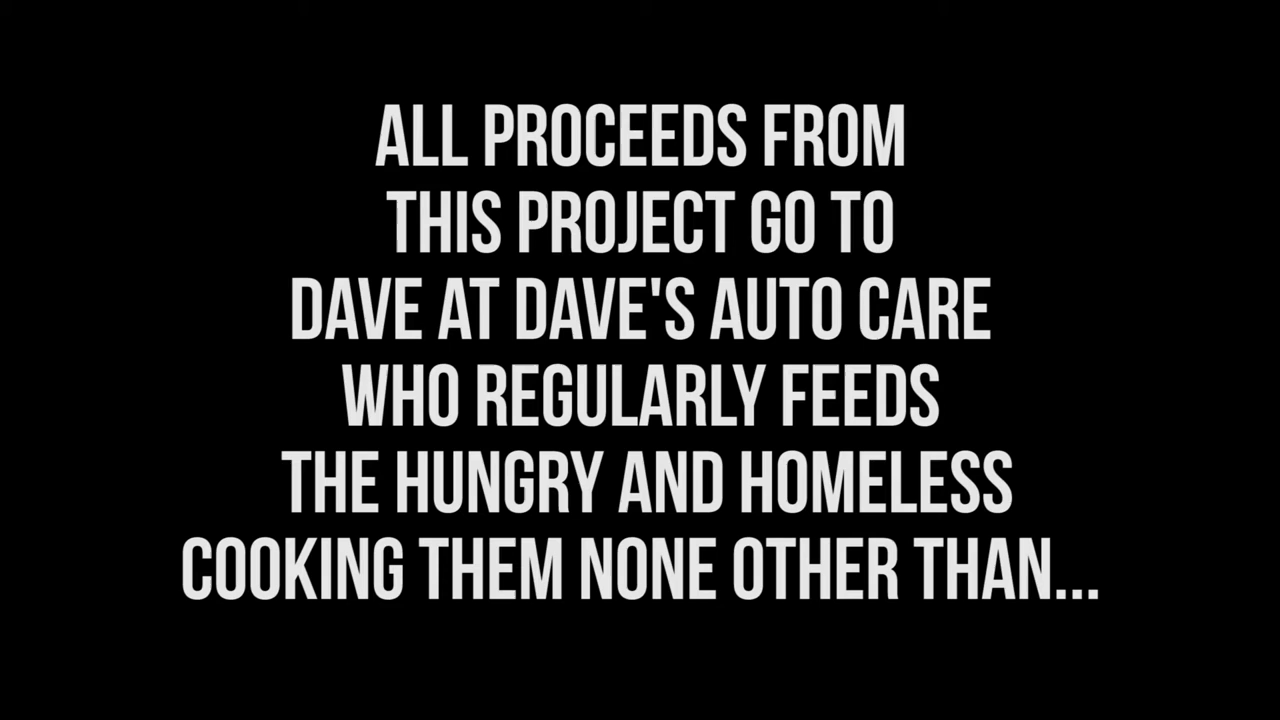 ALL PROCEEDS FROM
THIS PROJECT GO TO
DAVE AT DAVE'S AUTO CARE
WHO REGULARLY FEEDS
THE HUNGRY AND HOMELESS
COOKING THEM NONE OTHER THAN...